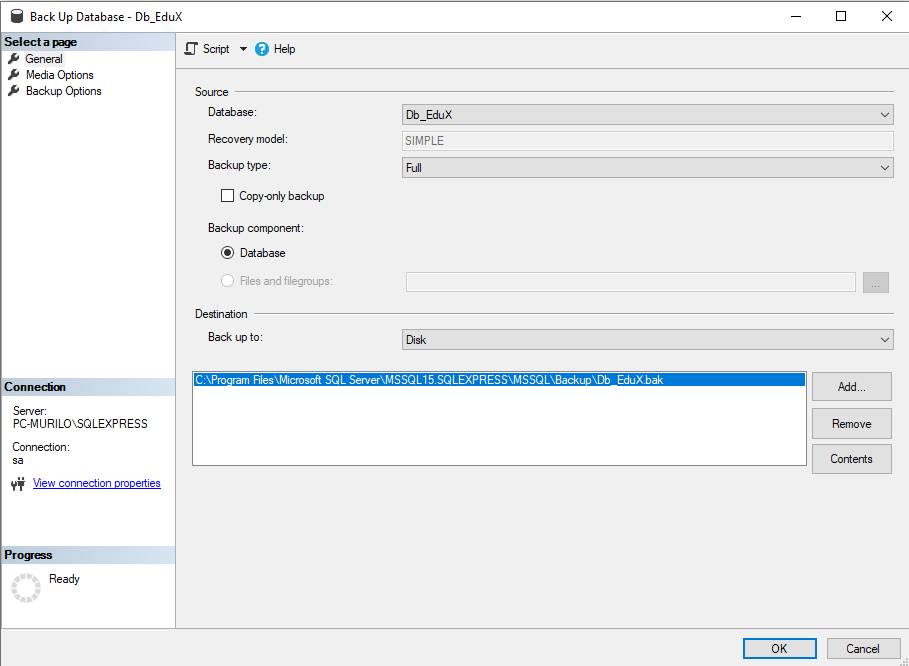 Back Up Database - Db_EduX
Select a page
General
Media Options
Backup Options
Script
Help
Source
Database:
Db_EduX
Recovery model:
SIMPLE
Backup type:
Full
Copy-only backup
Backup component:
Database
Files and filegroups:
...
Destination
Back up to:
Disk
C:\Program Files\Microsoft SQL Server\MSSQL15.SQLEXPRESS\MSSQL\Backup\Db_EduX.bak
Add...
Remove
Contents
Connection
Server:
PC-MURILO\SQLEXPRESS
Connection:
sa
View connection properties
Progress
Ready
OK
Cancel